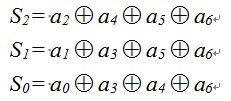 S₂ = a₂ ⊕ a₄ ⊕ a₅ ⊕ a₆
S₁ = a₁ ⊕ a₃ ⊕ a₅ ⊕ a₆
S₀ = a₀ ⊕ a₃ ⊕ a₄ ⊕ a₆